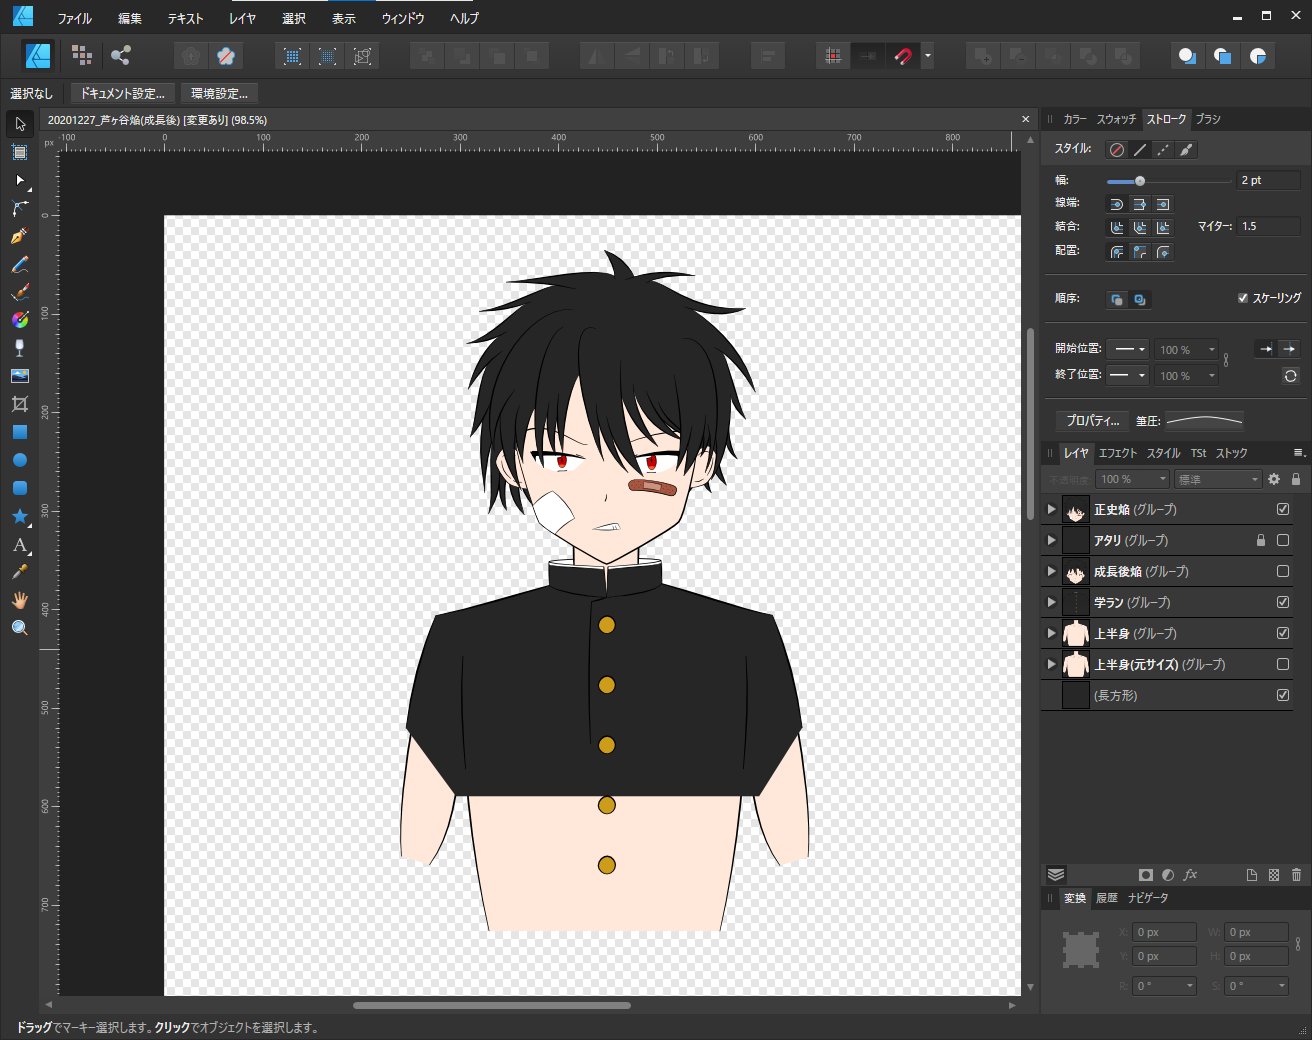 ファイル 編集 テキスト レイヤ 選択 表示 ウィンドウ ヘルプ
選択なし ドキュメント設定... 環境設定...
20201227_芦ヶ谷焔(成長後) [変更あり] (98.5%)
px -100 0 100 200 300 400 500 600 700 800
0
100
200
300
400
500
600
700
カラー スウォッチ ストローク ブラシ
スタイル:
幅: 2 pt
線端:
結合: マイター: 1.5
配置:
順序: スケーリング
開始位置: 100 %
終了位置: 100 %
プロパティ... 筆圧:
レイヤ エフェクト スタイル TSt ストック
不透明度: 100 % 標準
正史焔 (グループ)
アタリ (グループ)
成長後焔 (グループ)
学ラン (グループ)
上半身 (グループ)
上半身(元サイズ) (グループ)
(長方形)
fx
変換 履歴 ナビゲータ
X: 0 px W: 0 px
Y: 0 px H: 0 px
R: 0 ° S: 0 °
ドラッグでマーキー選択します。クリックでオブジェクトを選択します。